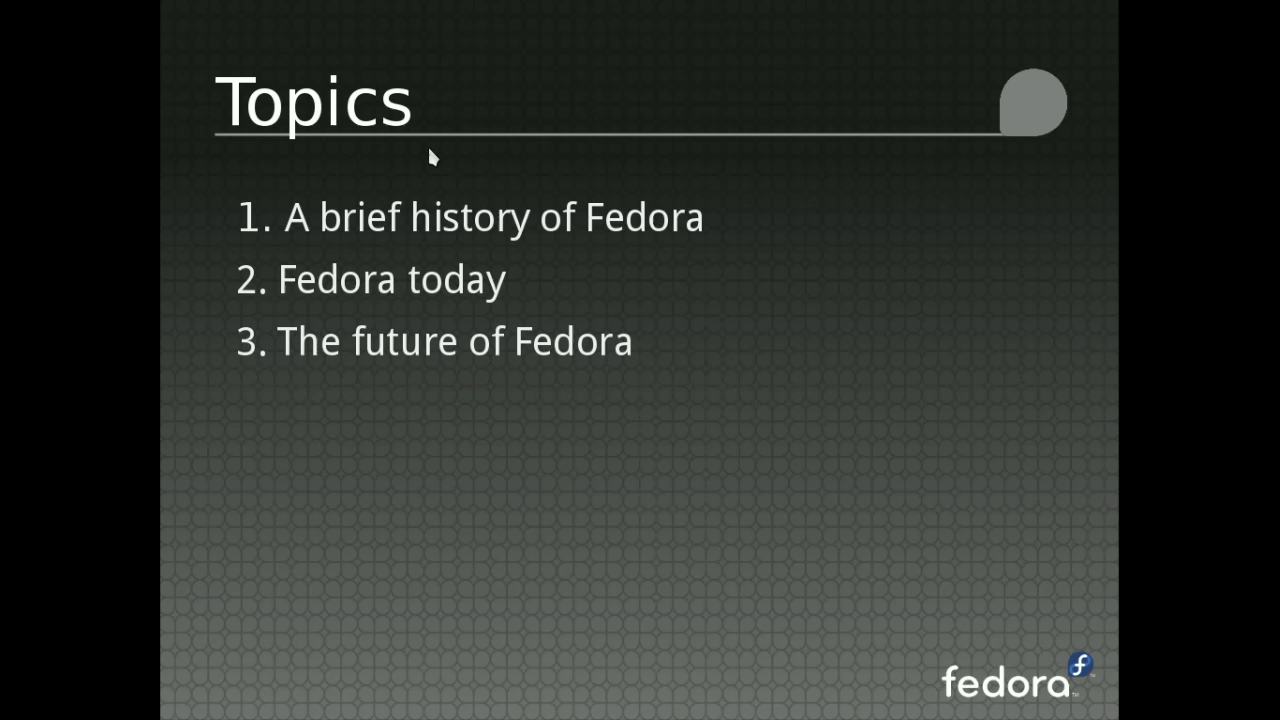 Topics
1. A brief history of Fedora
2. Fedora today
3. The future of Fedora
fedora